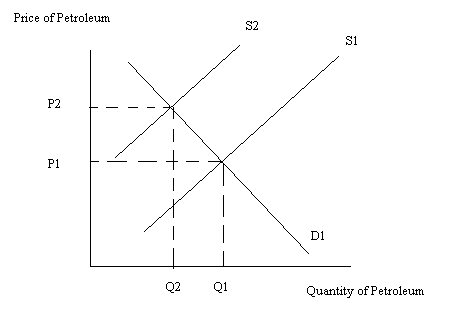 Price of Petroleum
S2
S1
P2
P1
D1
Q2
Q1
Quantity of Petroleum